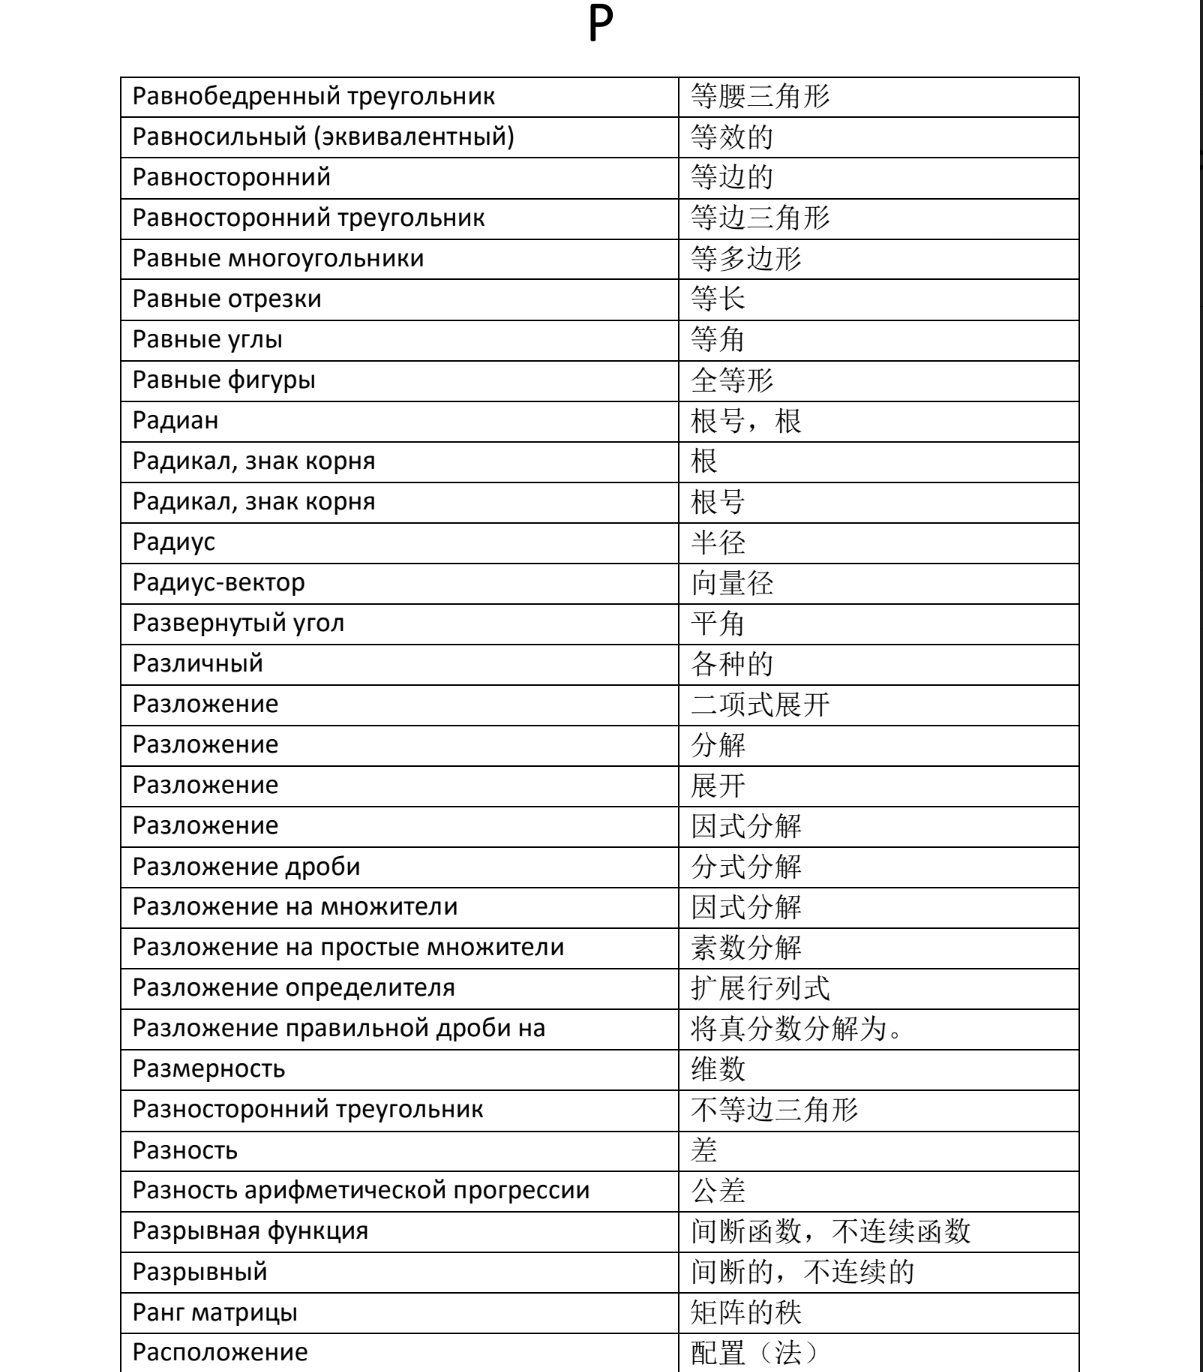 Р
Равнобедренный треугольник 等腰三角形
Равносильный (эквивалентный) 等效的
Равносторонний 等边的
Равносторонний треугольник 等边三角形
Равные многоугольники 等多边形
Равные отрезки 等长
Равные углы 等角
Равные фигуры 全等形
Радиан 根号，根
Радикал, знак корня 根
Радикал, знак корня 根号
Радиус 半径
Радиус-вектор 向量径
Развернутый угол 平角
Различный 各种的
Разложение 二项式展开
Разложение 分解
Разложение 展开
Разложение 因式分解
Разложение дроби 分式分解
Разложение на множители 因式分解
Разложение на простые множители 素数分解
Разложение определителя 扩展行列式
Разложение правильной дроби на 将真分数分解为。
Размерность 维数
Разносторонний треугольник 不等边三角形
Разность 差
Разность арифметической прогрессии 公差
Разрывная функция 间断函数，不连续函数
Разрывный 间断的，不连续的
Ранг матрицы 矩阵的秩
Расположение 配置（法）